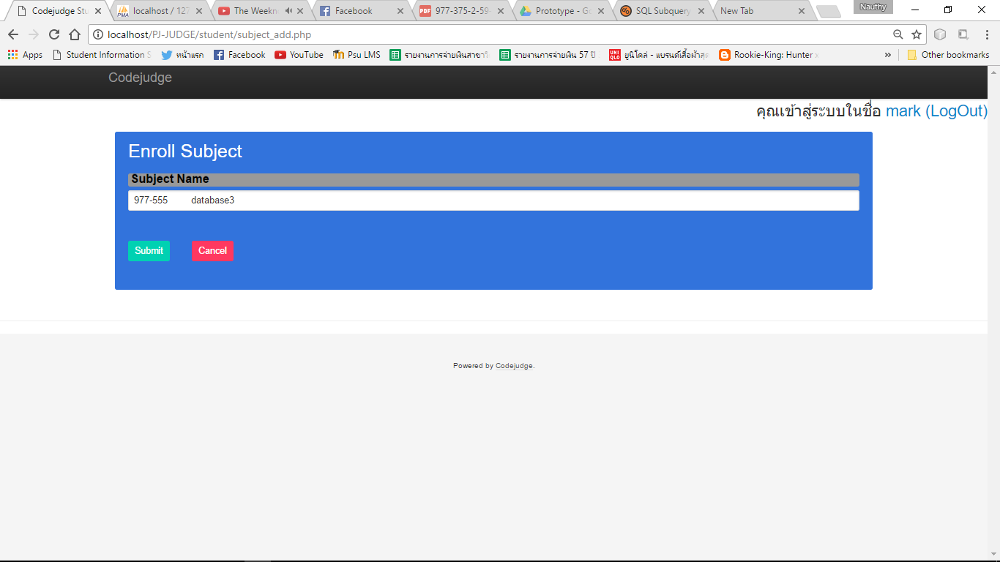 Codejudge Stu
localhost / 127
The Weekn
Facebook
977-375-2-59-
Prototype - Go
SQL Subquery
New Tab
Nauthy
localhost/PJ-JUDGE/student/subject_add.php
Apps
Student Information S
หน้าแรก
Facebook
YouTube
Psu LMS
รายงานการจ่ายเงินสาขาวิ
รายงานการจ่ายเงิน 57 ปี
ยูนิโคล่ - แบรนด์เสื้อผ้าสุด
Rookie-King: Hunter x
»
Other bookmarks
Codejudge
คุณเข้าสู่ระบบในชื่อ mark (LogOut)
Enroll Subject
Subject Name
977-555 database3
Submit
Cancel
Powered by Codejudge.